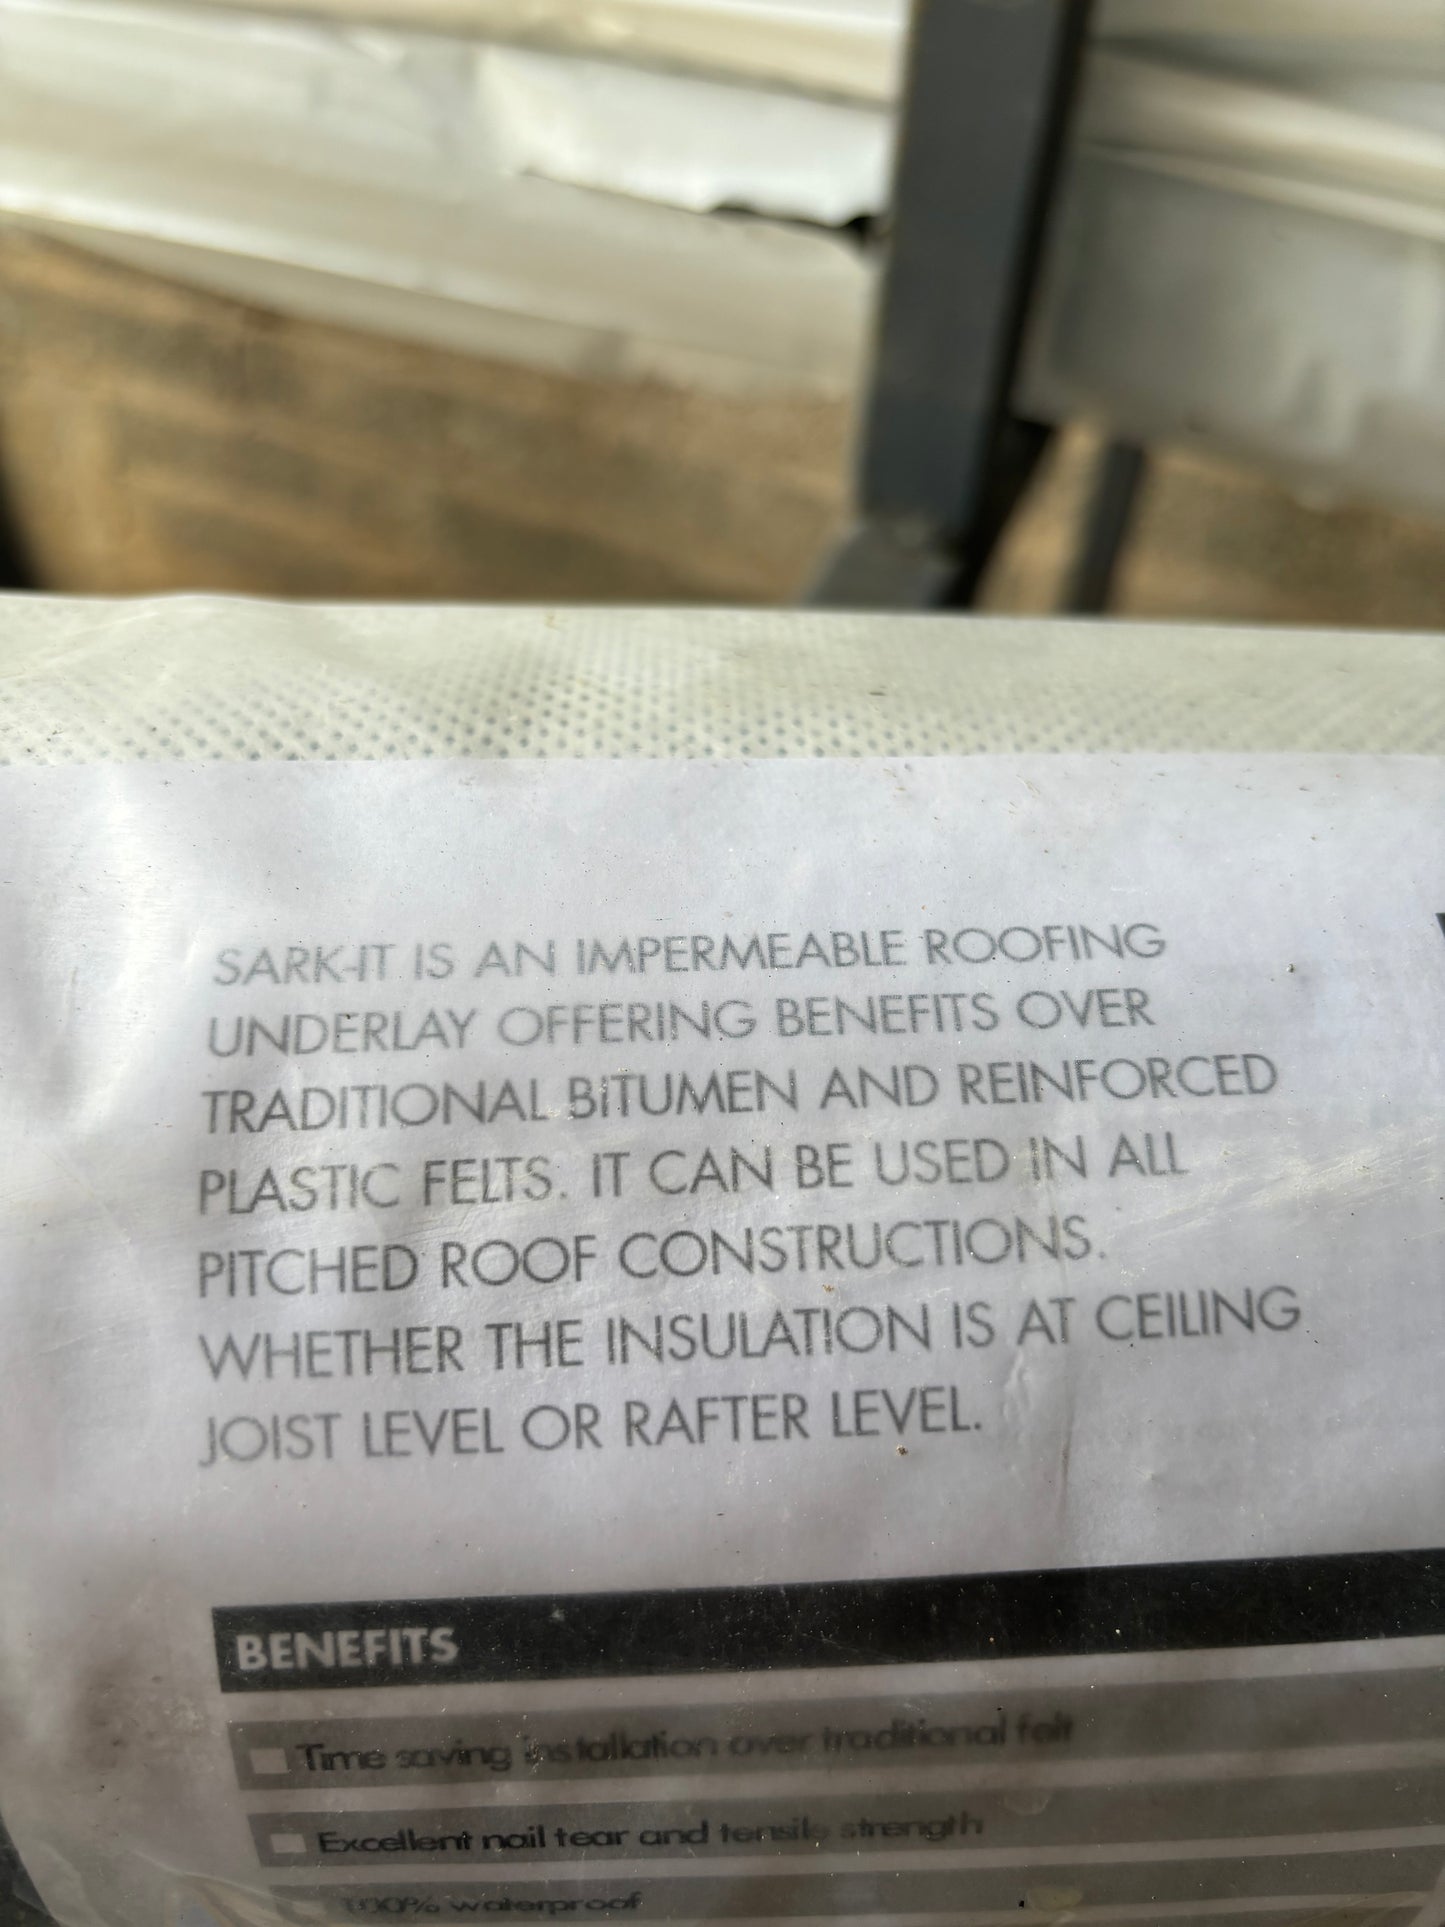 SARK-IT IS AN IMPERMEABLE ROOFING
UNDERLAY OFFERING BENEFITS OVER
TRADITIONAL BITUMEN AND REINFORCED
PLASTIC FELTS. IT CAN BE USED IN ALL
PITCHED ROOF CONSTRUCTIONS.
WHETHER THE INSULATION IS AT CEILING
JOIST LEVEL OR RAFTER LEVEL.
BENEFITS
Time saving installation over traditional felt
Excellent nail tear and tensile strength
100% waterproof